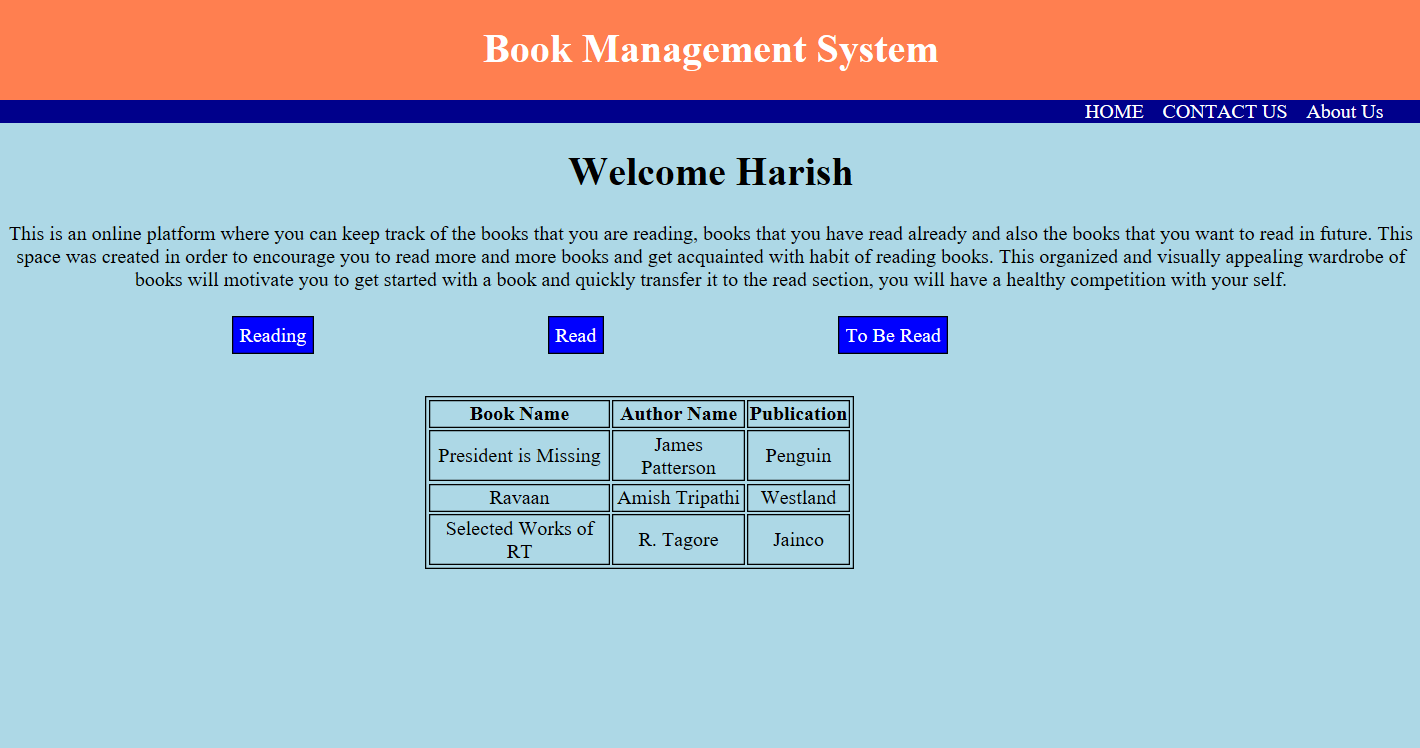 Book Management System
HOME CONTACT US About Us
Welcome Harish
This is an online platform where you can keep track of the books that you are reading, books that you have read already and also the books that you want to read in future. This
space was created in order to encourage you to read more and more books and get acquainted with habit of reading books. This organized and visually appealing wardrobe of
books will motivate you to get started with a book and quickly transfer it to the read section, you will have a healthy competition with your self.
Reading Read To Be Read
Book Name Author Name Publication
President is Missing James Patterson Penguin
Ravaan Amish Tripathi Westland
Selected Works of RT R. Tagore Jainco